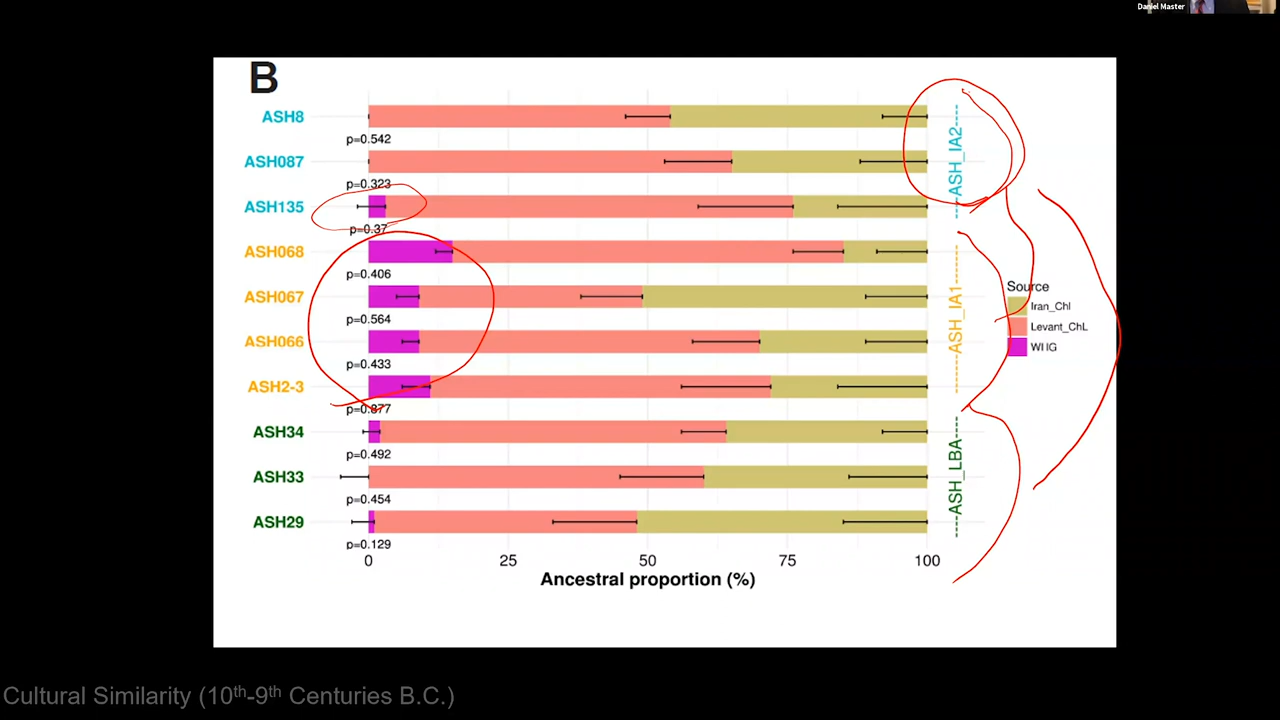 Daniel Master
B
ASH8
p=0.542
ASH087
p=0.323
ASH135
p=0.37
ASH068
p=0.406
ASH067
p=0.564
ASH066
p=0.433
ASH2-3
p=0.877
ASH34
p=0.492
ASH33
p=0.454
ASH29
p=0.129
0 25 50 75 100
Ancestral proportion (%)
----ASH_IA2----
----ASH_IA1----
----ASH_LBA----
Source
Iran_Chl
Levant_ChL
WHG
Cultural Similarity (10th-9th Centuries B.C.)